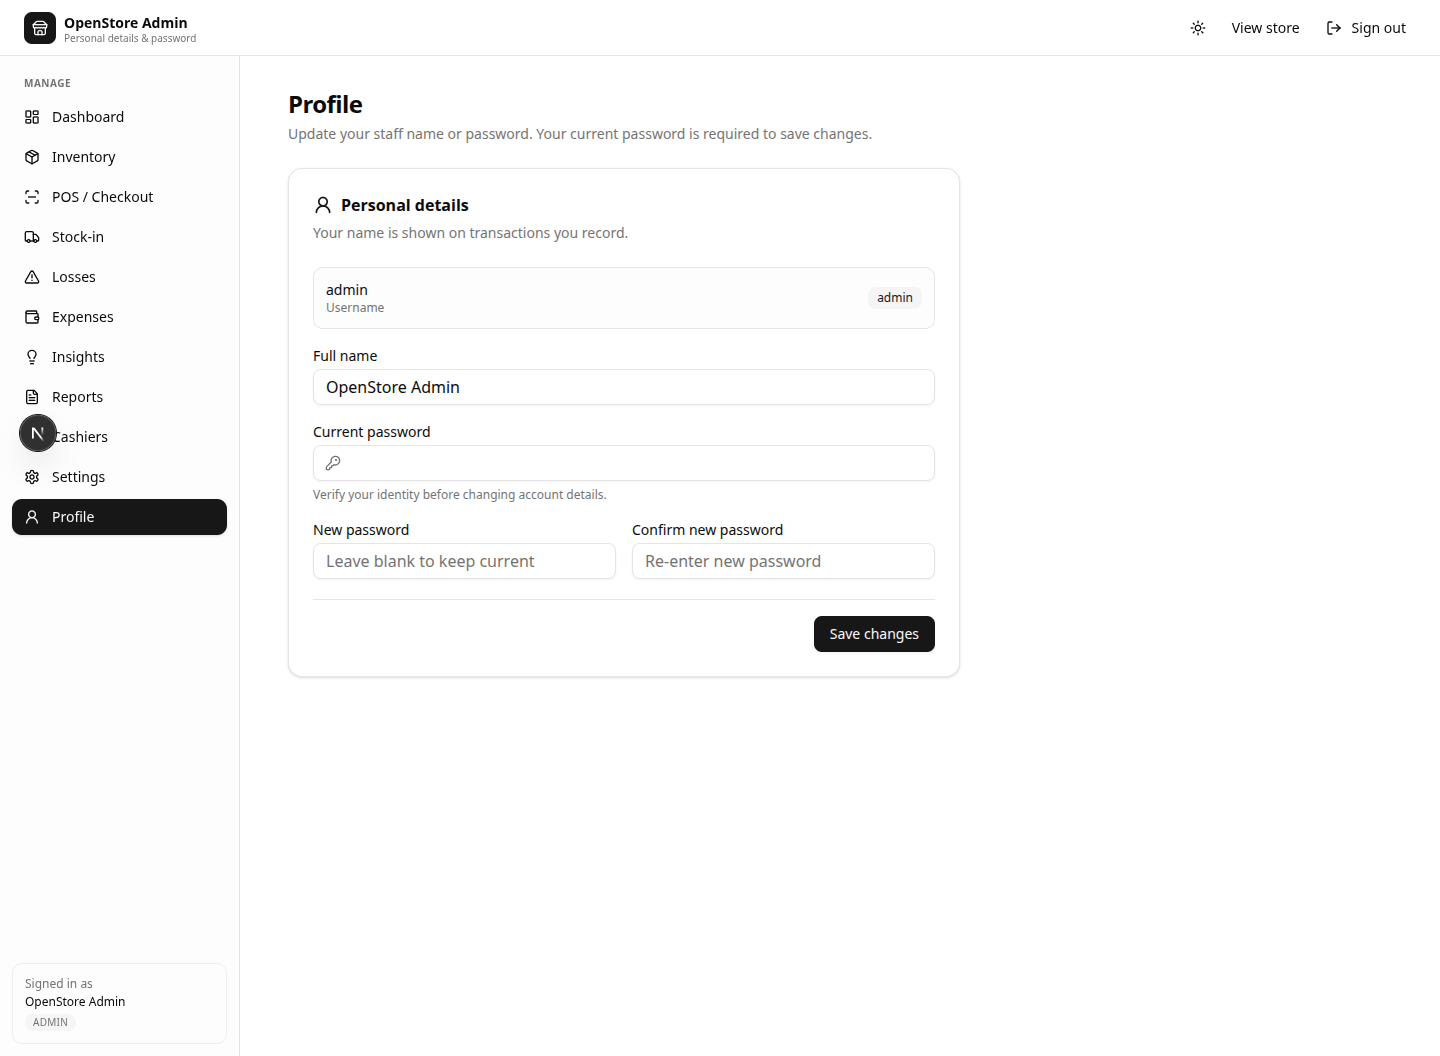 OpenStore Admin
Personal details & password
View store
Sign out
MANAGE
Dashboard
Inventory
POS / Checkout
Stock-in
Losses
Expenses
Insights
Reports
N
Cashiers
Settings
Profile
Signed in as
OpenStore Admin
ADMIN
Profile
Update your staff name or password. Your current password is required to save changes.
Personal details
Your name is shown on transactions you record.
admin
Username
admin
Full name
OpenStore Admin
Current password
Verify your identity before changing account details.
New password
Leave blank to keep current
Confirm new password
Re-enter new password
Save changes